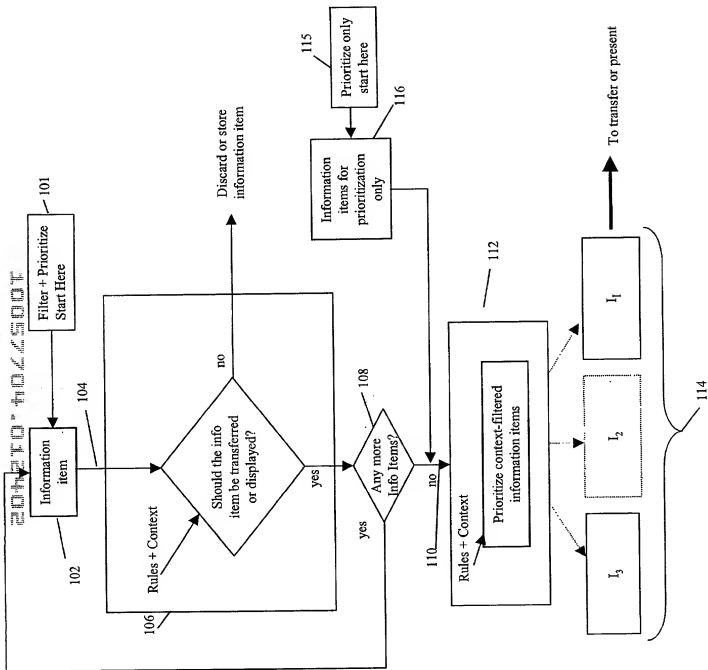 10057704.012402
101
Filter + Prioritize
Start Here
102
Information
item
104
106
Rules + Context
Should the info
item be transferred
or displayed?
no
Discard or store
information item
yes
108
Any more
Info Items?
yes
no
110
115
Prioritize only
start here
116
Information
items for
prioritization
only
112
Rules + Context
Prioritize context-filtered
information items
I3
I2
I1
To transfer or present
114